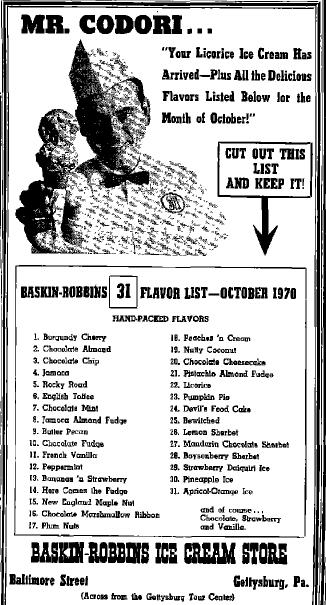 MR. CODORI...
"Your Licorice Ice Cream Has
Arrived—Plus All the Delicious
Flavors Listed Below for the
Month of October!"
CUT OUT THIS
LIST
AND KEEP IT!
BASKIN-ROBBINS 31 FLAVOR LIST—OCTOBER 1970
HAND-PACKED FLAVORS
1. Burgundy Cherry
2. Chocolate Almond
3. Chocolate Chip
4. Jamoca
5. Rocky Road
6. English Toffee
7. Chocolate Mint
8. Jamoca Almond Fudge
9. Butter Pecan
10. Chocolate Fudge
11. French Vanilla
12. Peppermint
13. Bananas 'n Strawberry
14. Here Comes the Fudge
15. New England Maple Nut
16. Chocolate Marshmallow Ribbon
17. Plum Nuts
18. Peaches 'n Cream
19. Nutty Coconut
20. Chocolate Cheesecake
21. Pistachio Almond Fudge
22. Licorice
23. Pumpkin Pie
24. Devil's Food Cake
25. Bewitched
26. Lemon Sherbet
27. Mandarin Chocolate Sherbet
28. Boysenberry Sherbet
29. Strawberry Daiquiri Ice
30. Pineapple Ice
31. Apricot-Orange Ice
and of course...
Chocolate, Strawberry
and Vanilla.
BASKIN-ROBBINS ICE CREAM STORE
Baltimore Street Gettysburg, Pa.
(Across from the Gettysburg Tour Center)